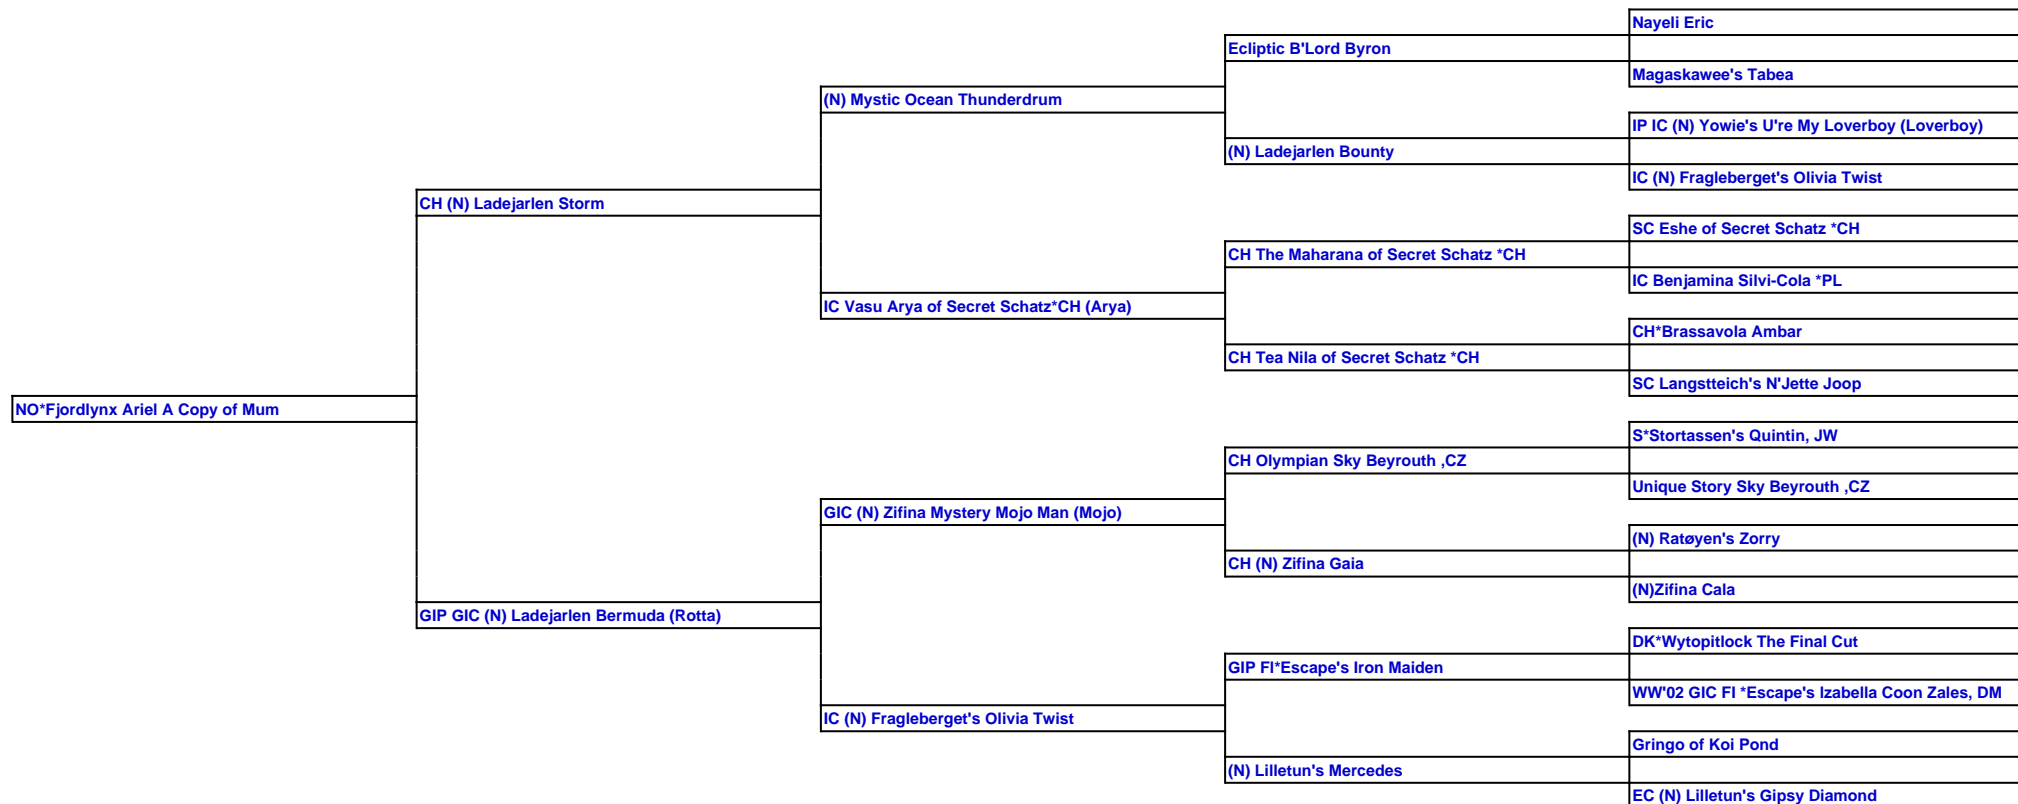 Nayeli Eric
Ecliptic B'Lord Byron
Magaskawee's Tabea
(N) Mystic Ocean Thunderdrum
IP IC (N) Yowie's U're My Loverboy (Loverboy)
(N) Ladejarlen Bounty
IC (N) Fragleberget's Olivia Twist
CH (N) Ladejarlen Storm
SC Eshe of Secret Schatz *CH
CH The Maharana of Secret Schatz *CH
IC Benjamina Silvi-Cola *PL
IC Vasu Arya of Secret Schatz*CH (Arya)
CH*Brassavola Ambar
CH Tea Nila of Secret Schatz *CH
SC Langstteich's N'Jette Joop
NO*Fjordlynx Ariel A Copy of Mum
S*Stortassen's Quintin, JW
CH Olympian Sky Beyrouth ,CZ
Unique Story Sky Beyrouth ,CZ
GIC (N) Zifina Mystery Mojo Man (Mojo)
(N) Ratøyen's Zorry
CH (N) Zifina Gaia
(N)Zifina Cala
GIP GIC (N) Ladejarlen Bermuda (Rotta)
DK*Wytopitlock The Final Cut
GIP FI*Escape's Iron Maiden
WW'02 GIC FI *Escape's Izabella Coon Zales, DM
IC (N) Fragleberget's Olivia Twist
Gringo of Koi Pond
(N) Lilletun's Mercedes
EC (N) Lilletun's Gipsy Diamond